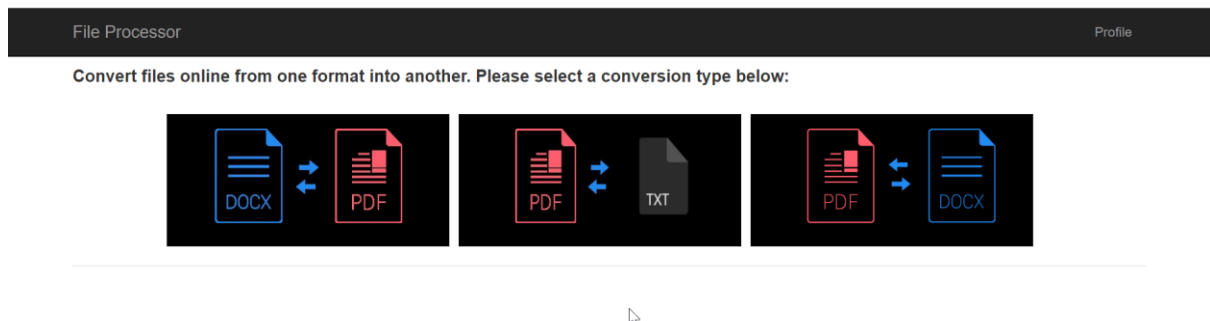 File Processor
Profile
Convert files online from one format into another. Please select a conversion type below:
DOCX PDF
PDF TXT
PDF DOCX